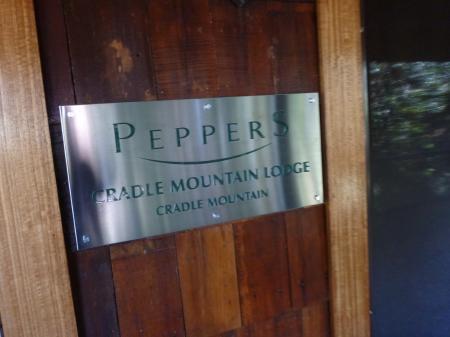 PEPPERS
CRADLE MOUNTAIN LODGE
CRADLE MOUNTAIN